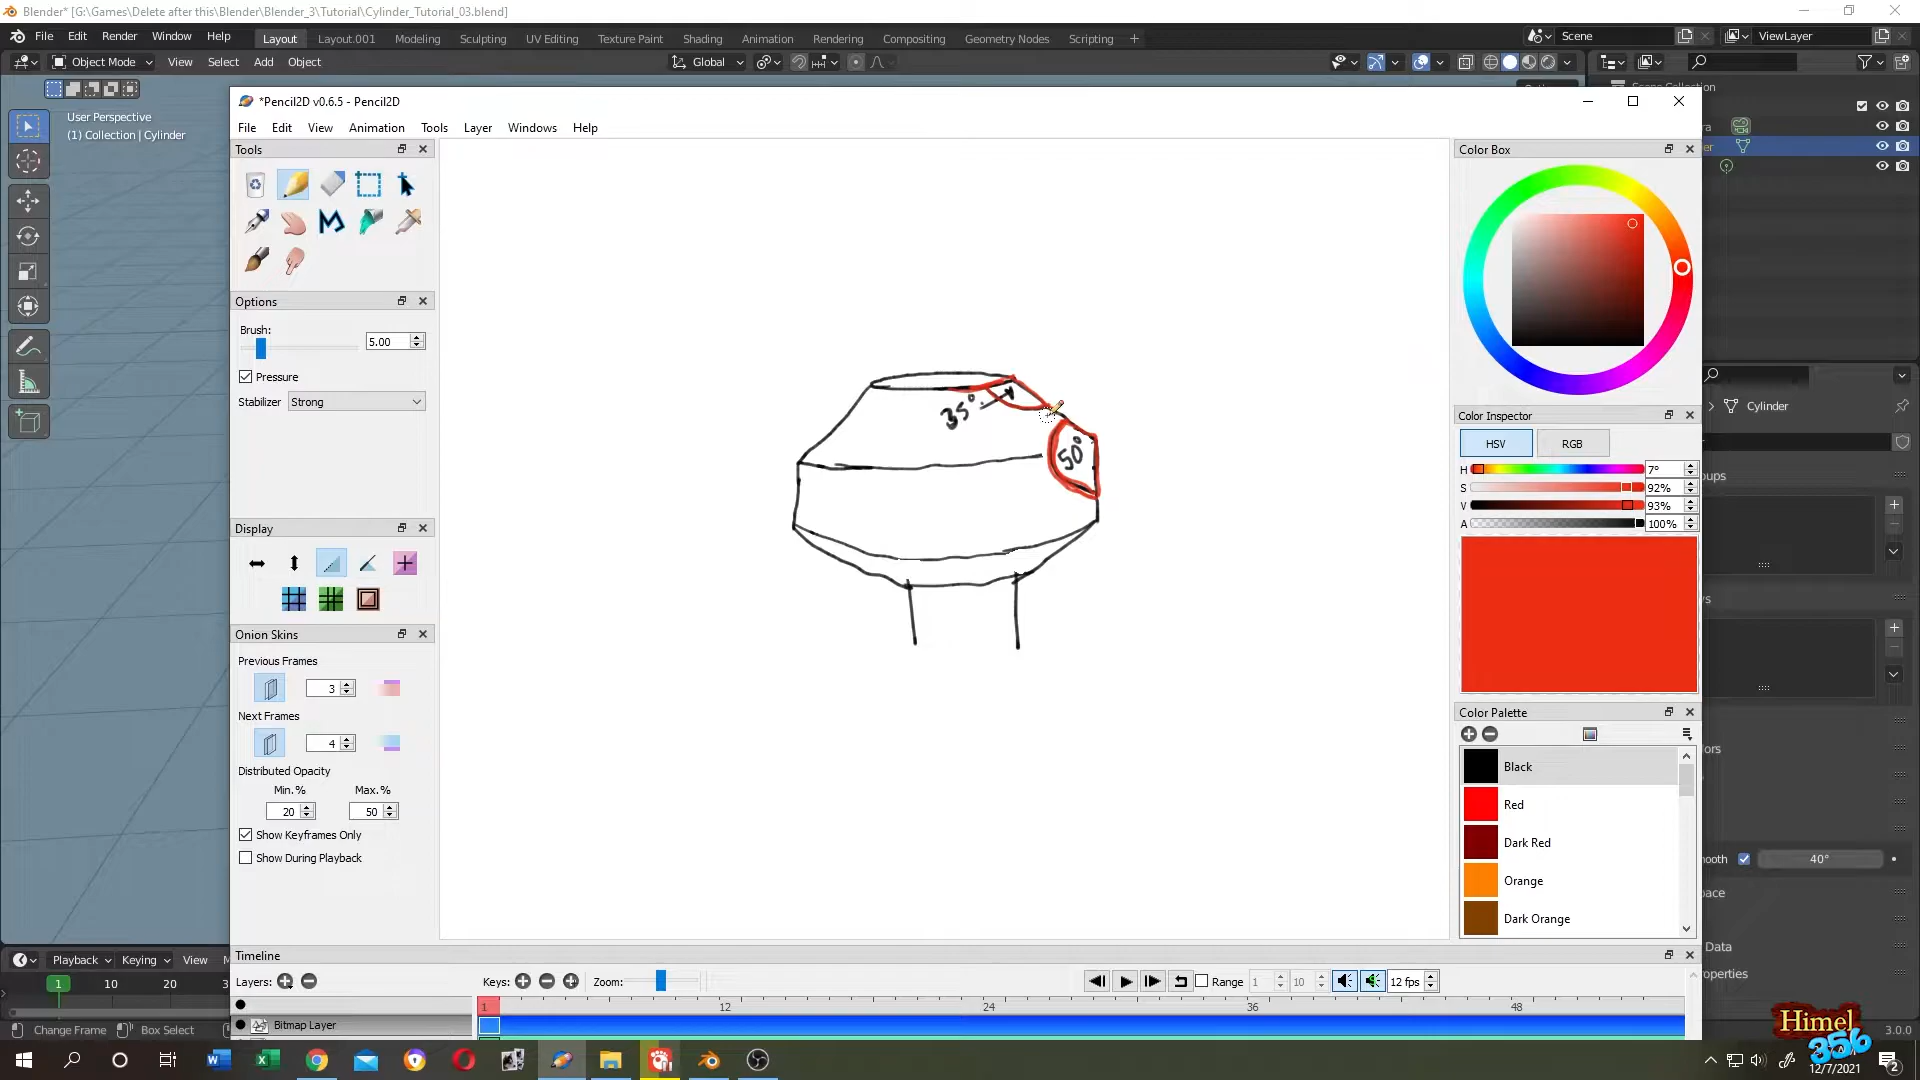 Blender* [G:\Games\Delete after this\Blender\Blender_3\Tutorial\Cylinder_Tutorial_03.blend]
File Edit Render Window Help Layout Layout.001 Modeling Sculpting UV Editing Texture Paint Shading Animation Rendering Compositing Geometry Nodes Scripting + Scene ViewLayer
Object Mode View Select Add Object Global
User Perspective
(1) Collection | Cylinder
*Pencil2D v0.6.5 - Pencil2D
File Edit View Animation Tools Layer Windows Help
Tools
Options
Brush:
5.00
Pressure
Stabilizer Strong
Display
Onion Skins
Previous Frames
3
Next Frames
4
Distributed Opacity
Min.% Max.%
20 50
Show Keyframes Only
Show During Playback
35°
50°
Color Box
Color Inspector
HSV RGB
H 7°
S 92%
V 93%
A 100%
Color Palette
Black
Red
Dark Red
Orange
Dark Orange
Cylinder
40°
Data
Timeline
Layers: Keys: Zoom: Range 1 10 12 fps
1 12 24 36 48
Bitmap Layer
Playback Keying View
1 10 20
Change Frame Box Select
3.0.0
Himel
356
12/7/2021
2